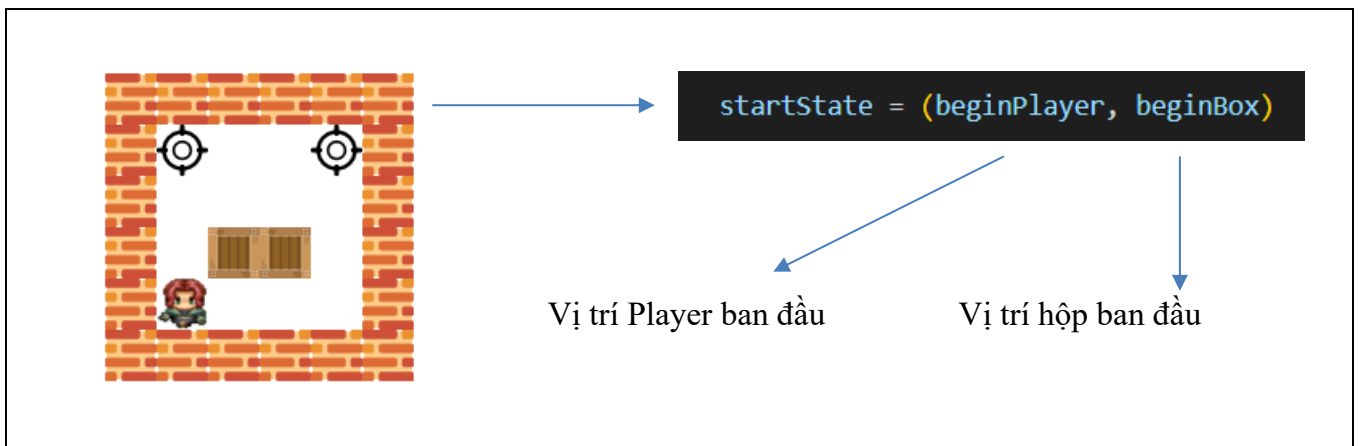 startState = (beginPlayer, beginBox)
Vị trí Player ban đầu
Vị trí hộp ban đầu